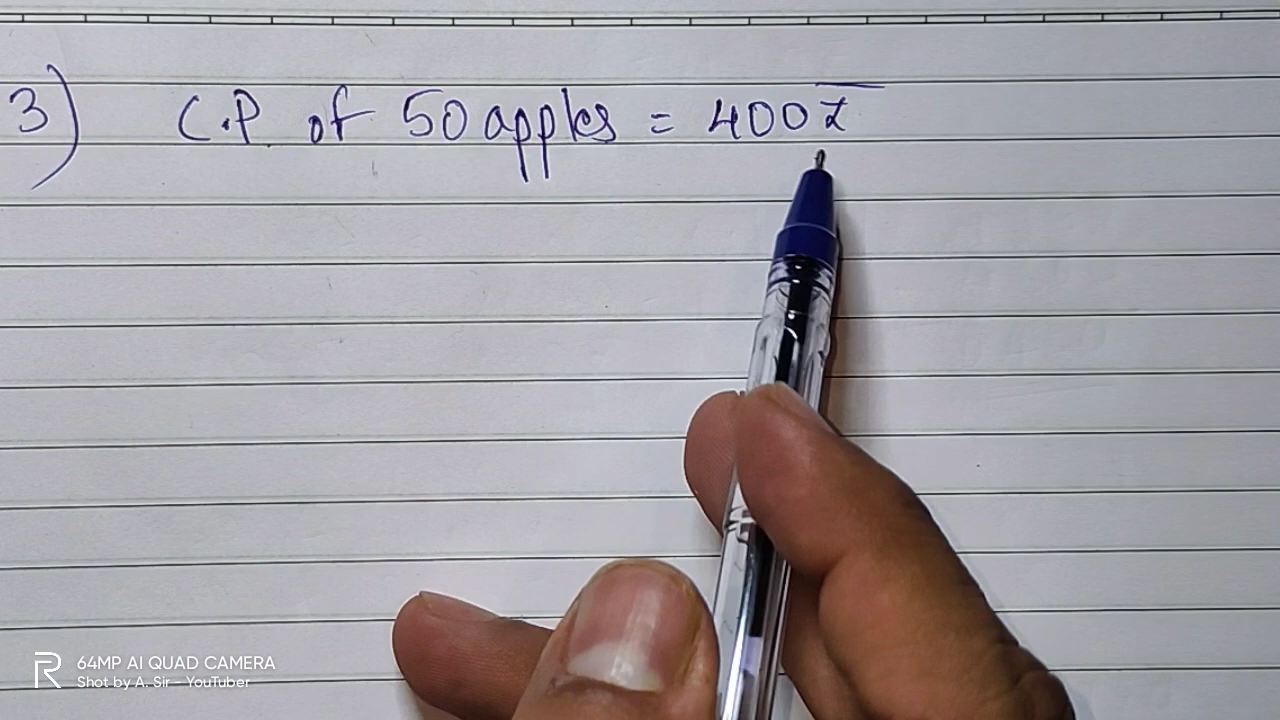 3) C.P of 50 apples = 400₹
64MP AI QUAD CAMERA
Shot by A. Sir – YouTuber